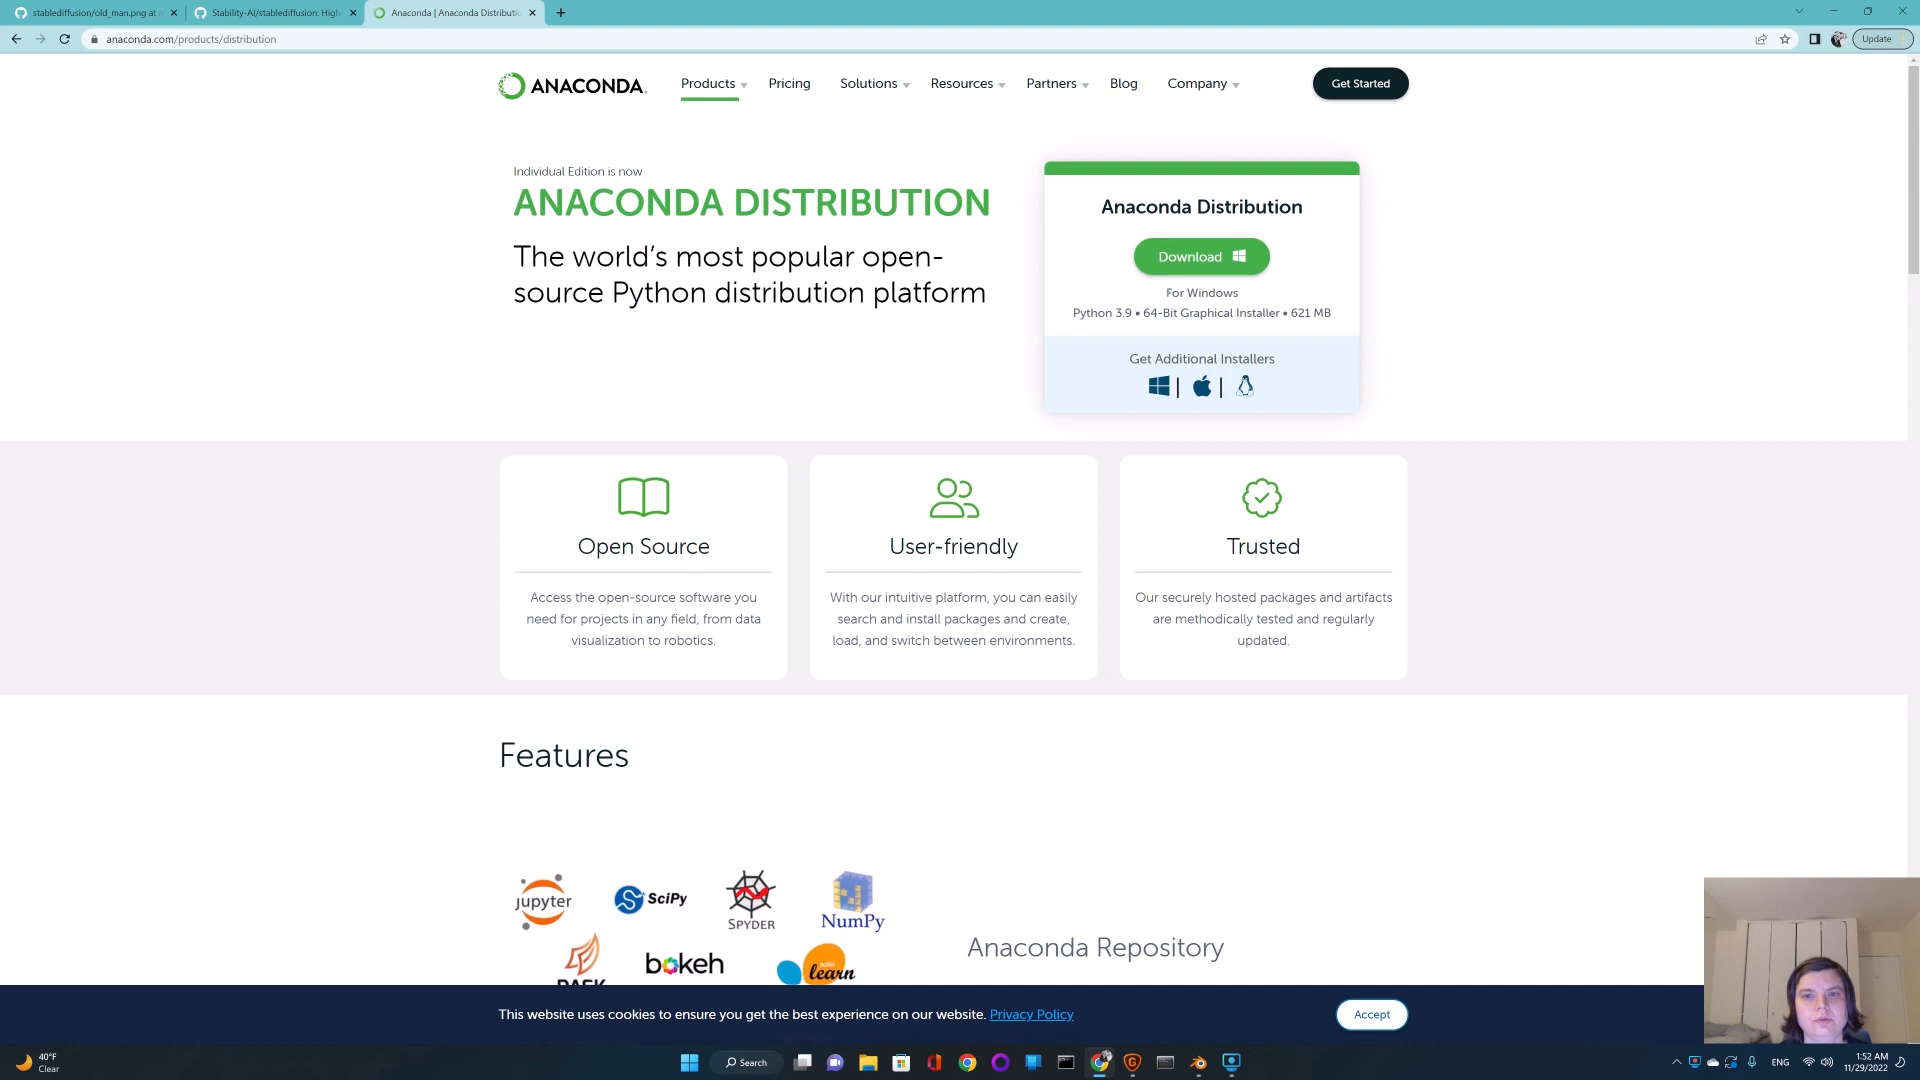 stablediffusion/old_man.png at
Stability-AI/stablediffusion: High
Anaconda | Anaconda Distributio
anaconda.com/products/distribution
Update
ANACONDA.
Products
Pricing
Solutions
Resources
Partners
Blog
Company
Get Started
Individual Edition is now
ANACONDA DISTRIBUTION
The world's most popular open-
source Python distribution platform
Anaconda Distribution
Download
For Windows
Python 3.9 • 64-Bit Graphical Installer • 621 MB
Get Additional Installers
Open Source
Access the open-source software you
need for projects in any field, from data
visualization to robotics.
User-friendly
With our intuitive platform, you can easily
search and install packages and create,
load, and switch between environments.
Trusted
Our securely hosted packages and artifacts
are methodically tested and regularly
updated.
Features
jupyter
SciPy
SPYDER
NumPy
DASK
bokeh
learn
Anaconda Repository
This website uses cookies to ensure you get the best experience on our website. Privacy Policy
Accept
40°F
Clear
Search
ENG
1:52 AM
11/29/2022